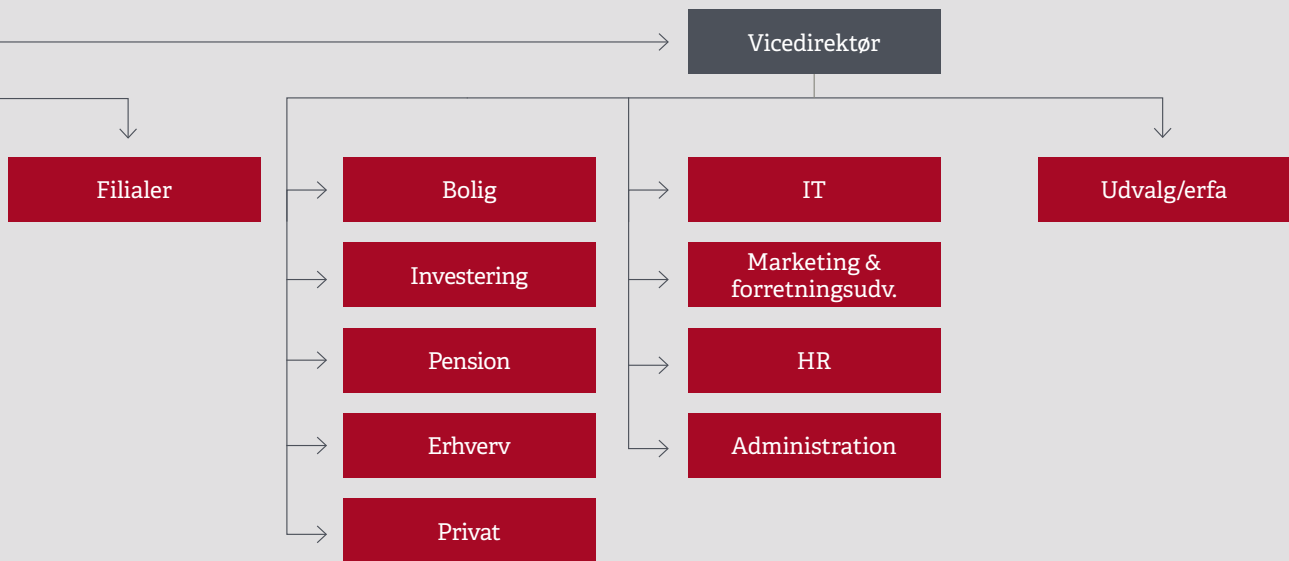 Vicedirektør
Filialer
Bolig
IT
Udvalg/erfa
Investering
Marketing &
forretningsudv.
Pension
HR
Erhverv
Administration
Privat